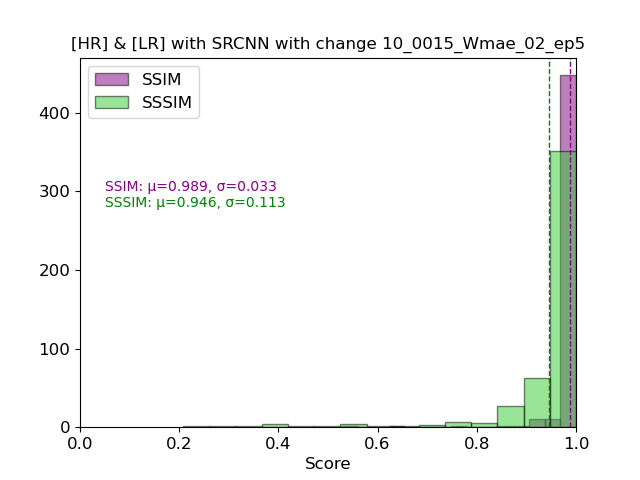 [HR] & [LR] with SRCNN with change 10_0015_Wmae_02_ep5
SSIM
SSSIM
SSIM: μ=0.989, σ=0.033
SSSIM: μ=0.946, σ=0.113
400
300
200
100
0
0.0 0.2 0.4 0.6 0.8 1.0
Score